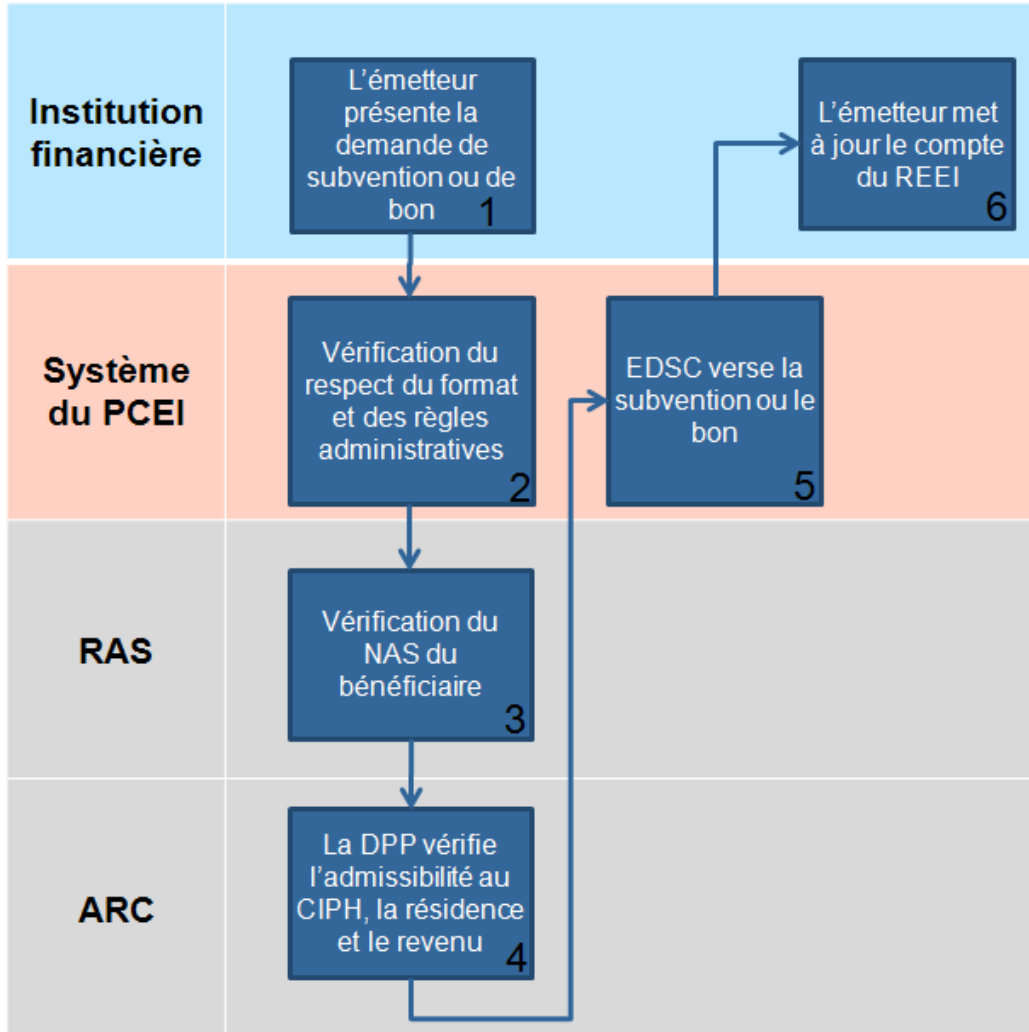 Institution
financière
L'émetteur
présente la
demande de
subvention ou de
bon
1
L'émetteur met
à jour le compte
du REEI
6
Système
du PCEI
Vérification du
respect du format
et des règles
administratives
2
EDSC verse la
subvention ou le
bon
5
RAS
Vérification du
NAS du
bénéficiaire
3
ARC
La DPP vérifie
l'admissibilité au
CIPH, la résidence
et le revenu
4